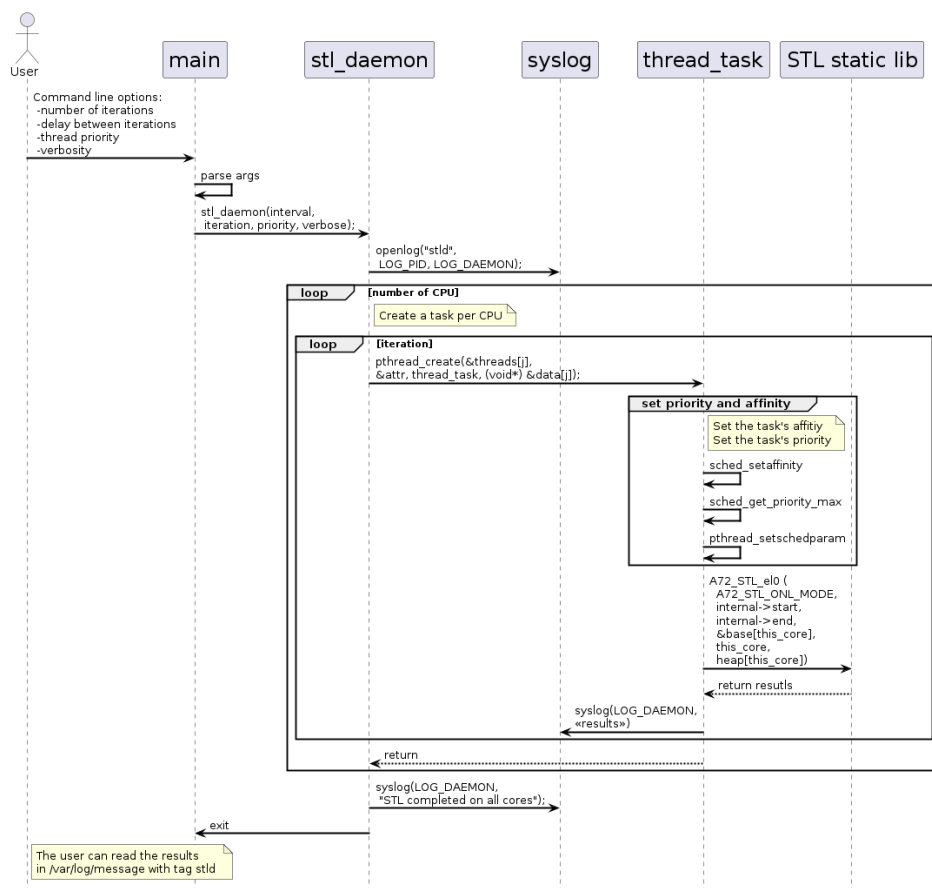 User
main
stl_daemon
syslog
thread_task
STL static lib
Command line options:
-number of iterations
-delay between iterations
-thread priority
-verbosity
parse args
stl_daemon(interval,
iteration, priority, verbose);
openlog("stld",
LOG_PID, LOG_DAEMON);
loop [number of CPU]
Create a task per CPU
loop [iteration]
pthread_create(&threads[j],
&attr, thread_task, (void*) &data[j]);
set priority and affinity
Set the task's affitiy
Set the task's priority
sched_setaffinity
sched_get_priority_max
pthread_setschedparam
A72_STL_el0 (
A72_STL_ONL_MODE,
internal->start,
internal->end,
&base[this_core],
this_core,
heap[this_core])
return resutls
syslog(LOG_DAEMON,
«results»)
return
syslog(LOG_DAEMON,
"STL completed on all cores");
exit
The user can read the results
in /var/log/message with tag stld